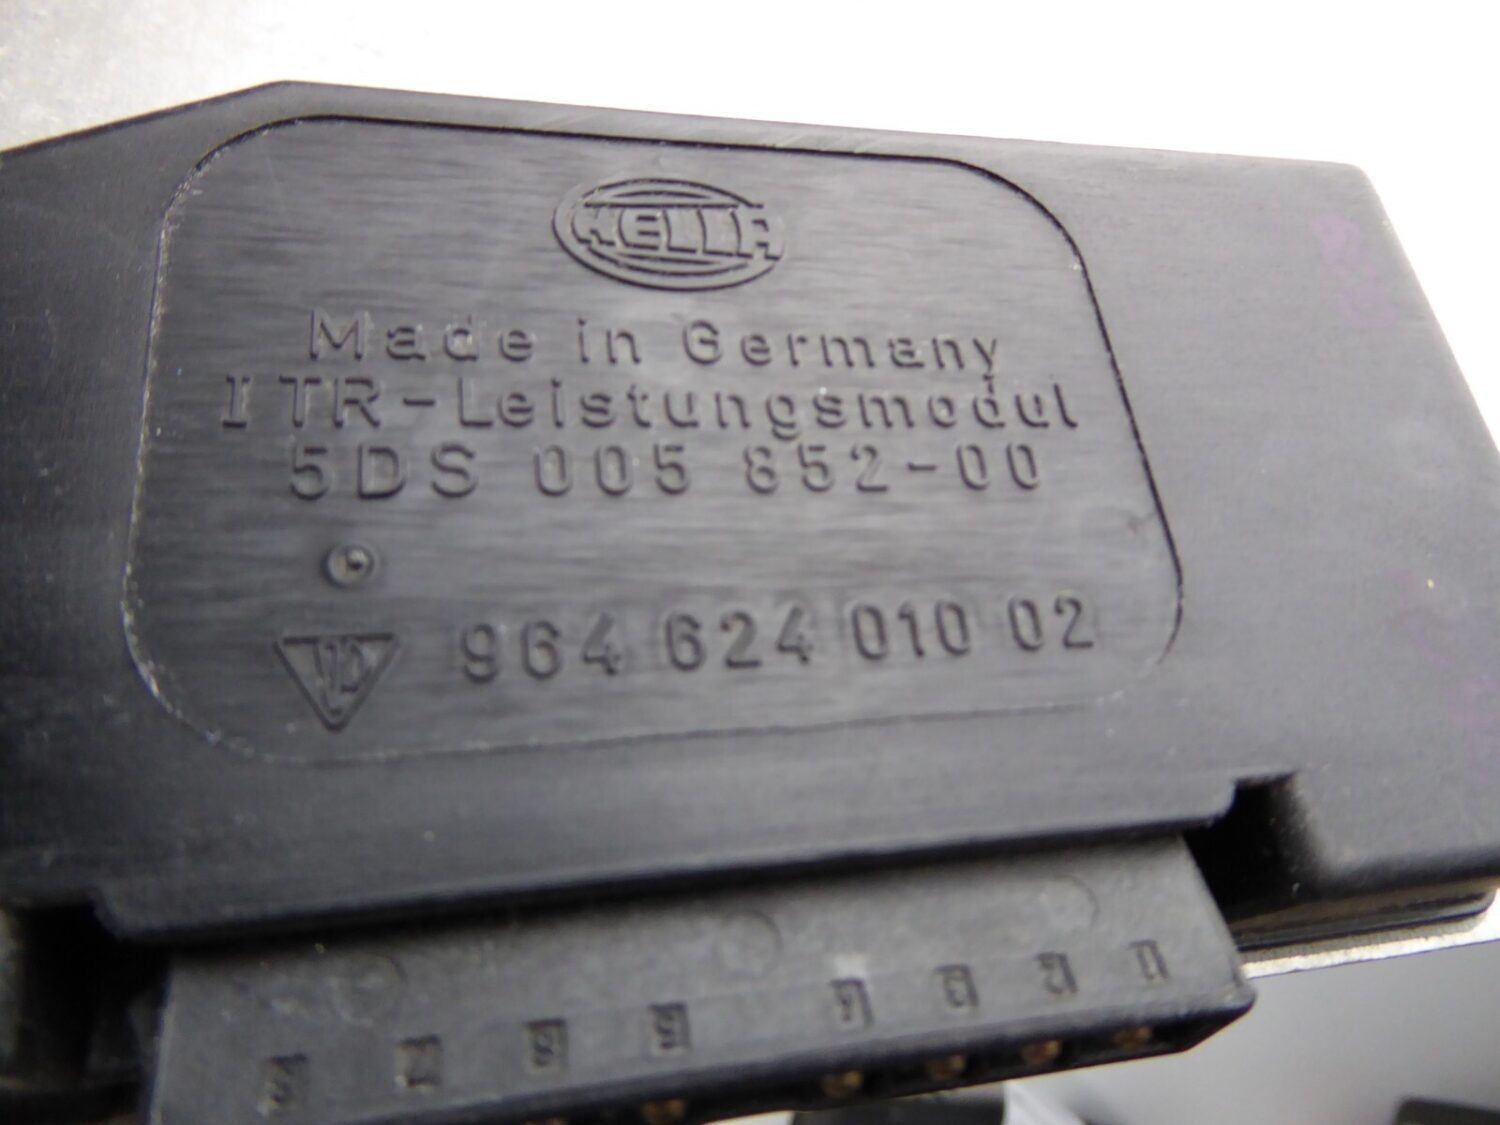 HELLA
Made in Germany
ITR-Leistungsmodul
5DS 005 852-00
964 624 010 02